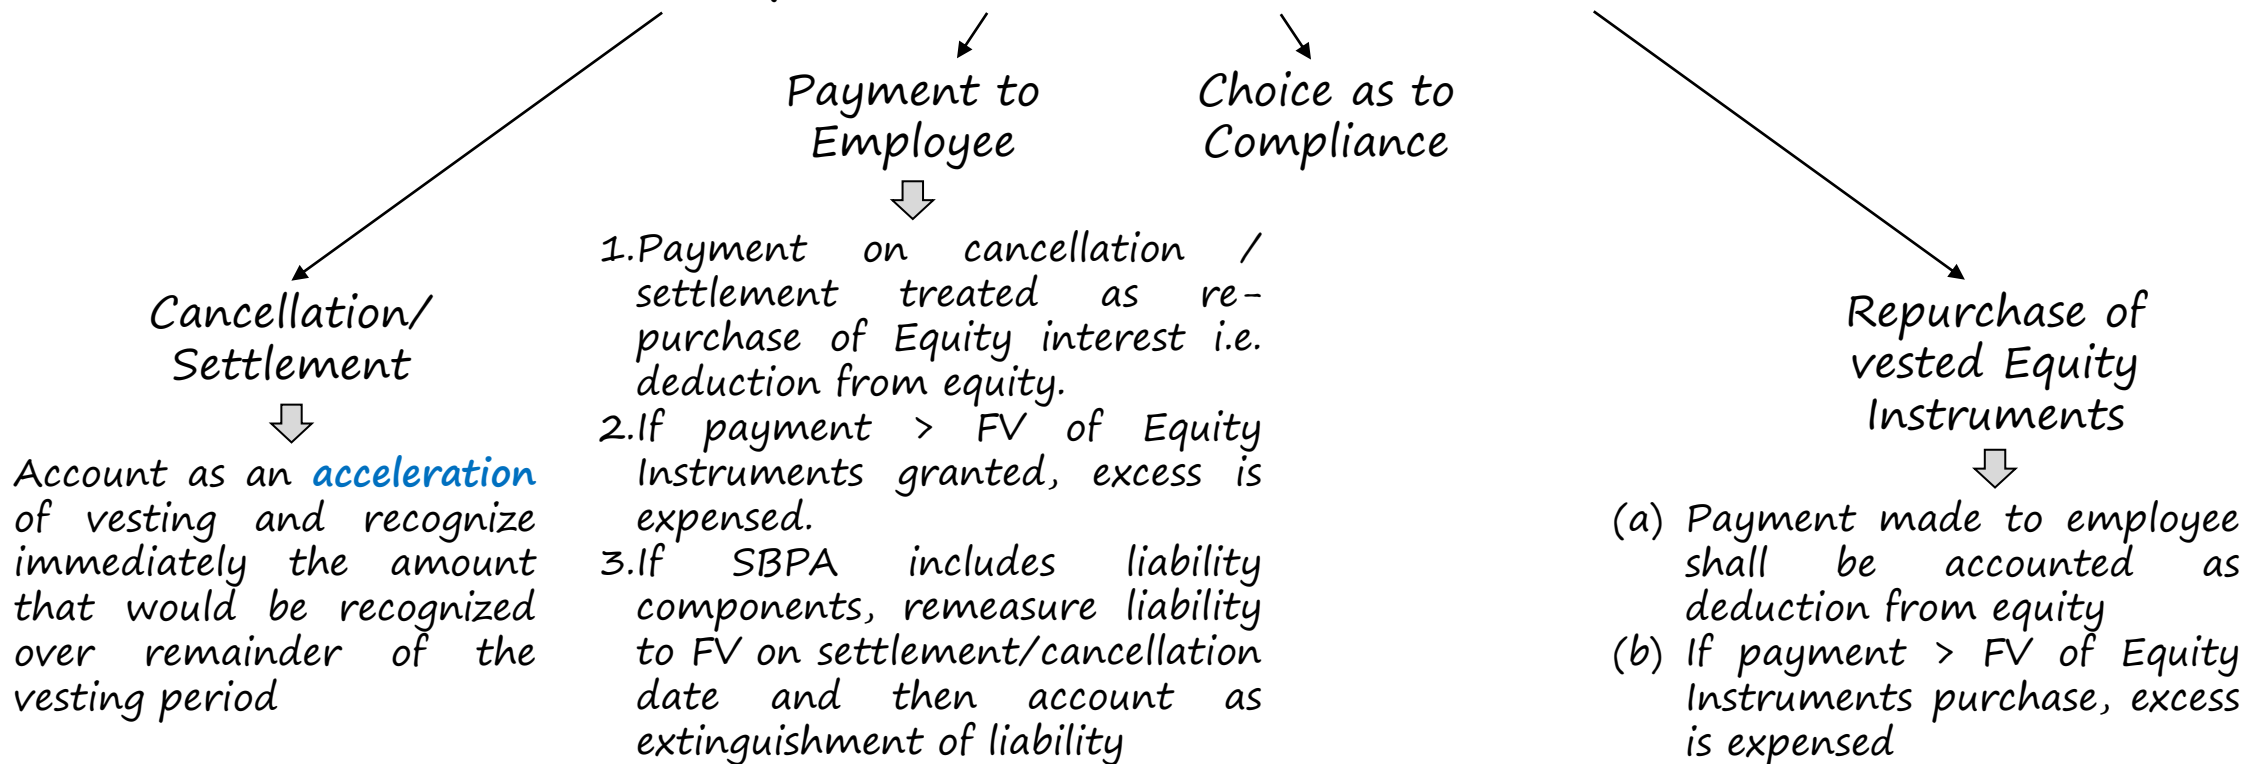 Payment to
Employee
Choice as to
Compliance
Cancellation/
Settlement
Account as an acceleration
of vesting and recognize
immediately the amount
that would be recognized
over remainder of the
vesting period
1.Payment on cancellation /
settlement treated as re-
purchase of Equity interest i.e.
deduction from equity.
2.If payment > FV of Equity
Instruments granted, excess is
expensed.
3.If SBPA includes liability
components, remeasure liability
to FV on settlement/cancellation
date and then account as
extinguishment of liability
Repurchase of
vested Equity
Instruments
(a) Payment made to employee
shall be accounted as
deduction from equity
(b) If payment > FV of Equity
Instruments purchase, excess
is expensed